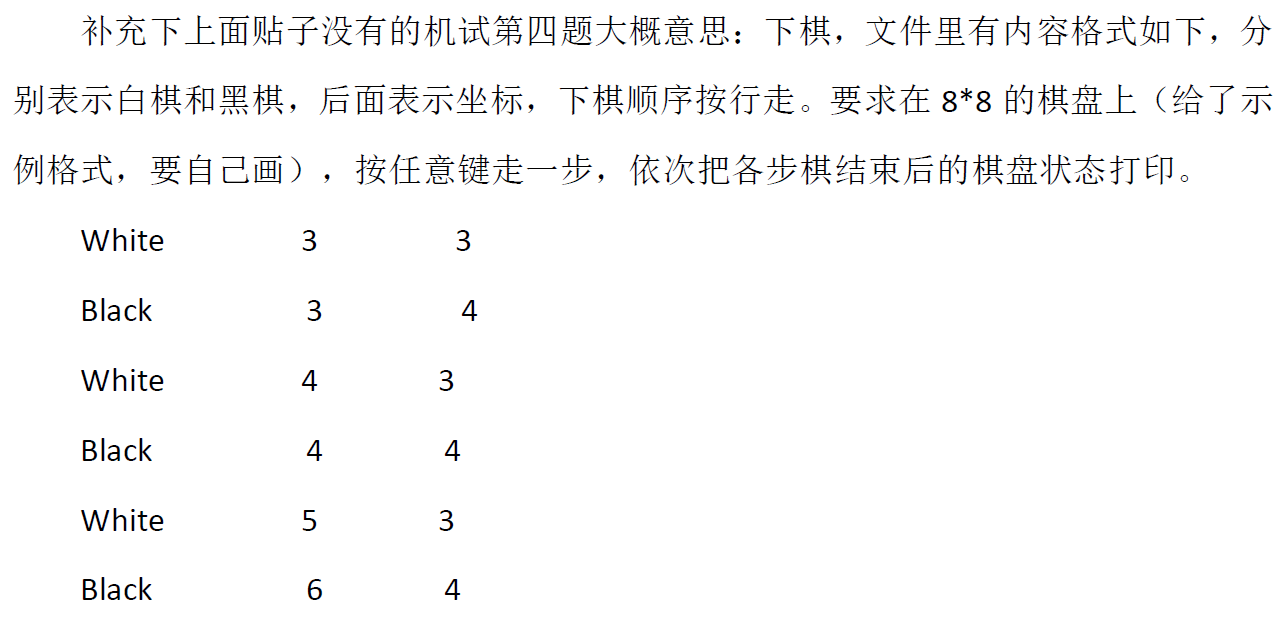 补充下上面贴子没有的机试第四题大概意思：下棋，文件里有内容格式如下，分
别表示白棋和黑棋，后面表示坐标，下棋顺序按行走。要求在 8*8 的棋盘上（给了示
例格式，要自己画），按任意键走一步，依次把各步棋结束后的棋盘状态打印。
White 3 3
Black 3 4
White 4 3
Black 4 4
White 5 3
Black 6 4